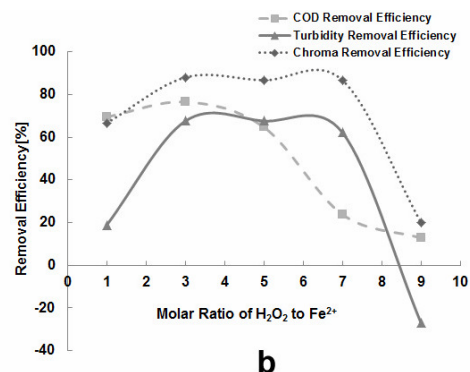 COD Removal Efficiency
Turbidity Removal Efficiency
Chroma Removal Efficiency
Removal Efficiency[%]
100
80
60
40
20
0
-20
-40
0 1 2 3 4 5 6 7 8 9 10
Molar Ratio of H₂O₂ to Fe²⁺
b